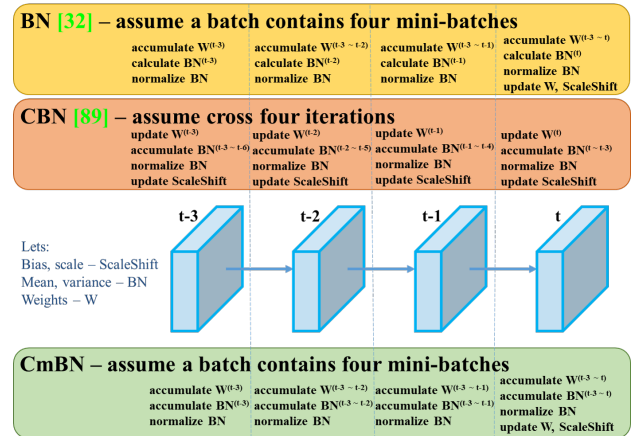 BN [32] – assume a batch contains four mini-batches
accumulate W(t-3) accumulate W(t-3 ~ t-2) accumulate W(t-3 ~ t-1) accumulate W(t-3 ~ t)
calculate BN(t-3) calculate BN(t-2) calculate BN(t-1) calculate BN(t)
normalize BN normalize BN normalize BN normalize BN
update W, ScaleShift
CBN [89] – assume cross four iterations
update W(t-3) update W(t-2) update W(t-1) update W(t)
accumulate BN(t-3 ~ t-6) accumulate BN(t-2 ~ t-5) accumulate BN(t-1 ~ t-4) accumulate BN(t ~ t-3)
normalize BN normalize BN normalize BN normalize BN
update ScaleShift update ScaleShift update ScaleShift update ScaleShift
t-3 t-2 t-1 t
Lets:
Bias, scale – ScaleShift
Mean, variance – BN
Weights – W
CmBN – assume a batch contains four mini-batches
accumulate W(t-3) accumulate W(t-3 ~ t-2) accumulate W(t-3 ~ t-1) accumulate W(t-3 ~ t)
accumulate BN(t-3) accumulate BN(t-3 ~ t-2) accumulate BN(t-3 ~ t-1) accumulate BN(t-3 ~ t)
normalize BN normalize BN normalize BN normalize BN
update W, ScaleShift